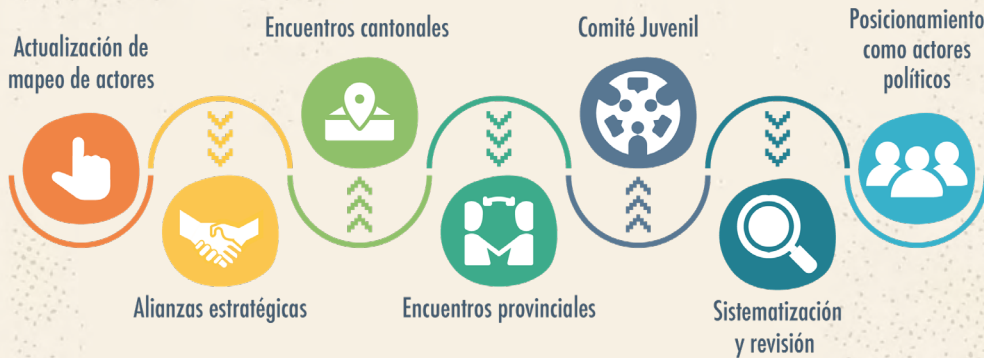 Actualización de
mapeo de actores
Alianzas estratégicas
Encuentros cantonales
Encuentros provinciales
Comité Juvenil
Sistematización
y revisión
Posicionamiento
como actores
políticos